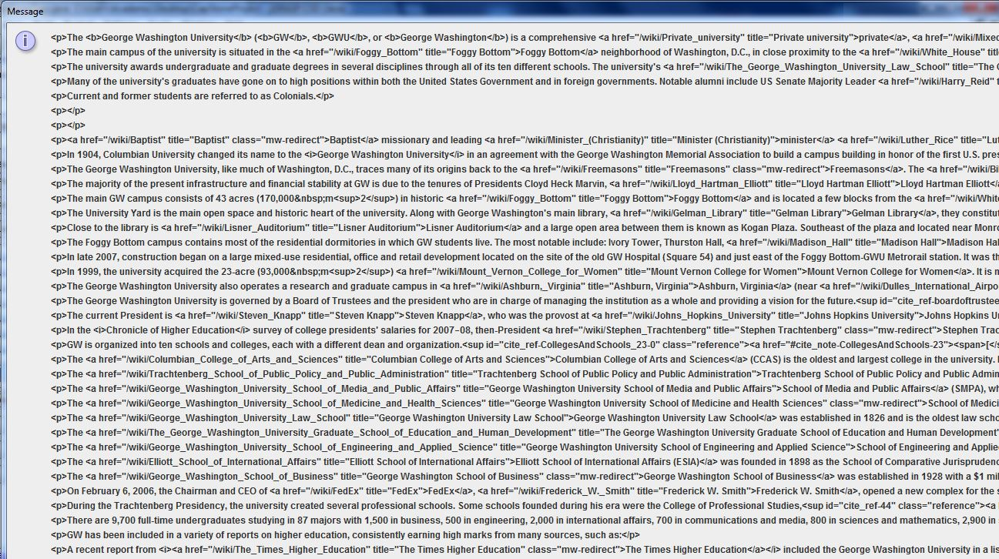 Message
<p>The <b>George Washington University</b> (<b>GW</b>, <b>GWU</b>, or <b>George Washington</b>) is a comprehensive <a href="/wiki/Private_university" title="Private university">private</a>, <a href="/wiki/Mixed
<p>The main campus of the university is situated in the <a href="/wiki/Foggy_Bottom" title="Foggy Bottom">Foggy Bottom</a> neighborhood of Washington, D.C., in close proximity to the <a href="/wiki/White_House" titl
<p>The university awards undergraduate and graduate degrees in several disciplines through all of its ten different schools. The university's <a href="/wiki/The_George_Washington_University_Law_School" title="The
<p>Many of the university's graduates have gone on to high positions within both the United States Government and in foreign governments. Notable alumni include US Senate Majority Leader <a href="/wiki/Harry_Reid" t
<p>Current and former students are referred to as Colonials.</p>
<p></p>
<p></p>
<p><a href="/wiki/Baptist" title="Baptist" class="mw-redirect">Baptist</a> missionary and leading <a href="/wiki/Minister_(Christianity)" title="Minister (Christianity)">minister</a> <a href="/wiki/Luther_Rice" title="Lut
<p>In 1904, Columbian University changed its name to the <i>George Washington University</i> in an agreement with the George Washington Memorial Association to build a campus building in honor of the first U.S. pres
<p>The George Washington University, like much of Washington, D.C., traces many of its origins back to the <a href="/wiki/Freemasons" title="Freemasons" class="mw-redirect">Freemasons</a>. The <a href="/wiki/Bi
<p>The majority of the present infrastructure and financial stability at GW is due to the tenures of Presidents Cloyd Heck Marvin, <a href="/wiki/Lloyd_Hartman_Elliott" title="Lloyd Hartman Elliott">Lloyd Hartman Elliott</a
<p>The main GW campus consists of 43 acres (170,000&nbsp;m<sup>2</sup>) in historic <a href="/wiki/Foggy_Bottom" title="Foggy Bottom">Foggy Bottom</a> and is located a few blocks from the <a href="/wiki/White
<p>The University Yard is the main open space and historic heart of the university. Along with George Washington's main library, <a href="/wiki/Gelman_Library" title="Gelman Library">Gelman Library</a>, they constitut
<p>Close to the library is <a href="/wiki/Lisner_Auditorium" title="Lisner Auditorium">Lisner Auditorium</a> and a large open area between them is known as Kogan Plaza. Southeast of the plaza and located near Monro
<p>The Foggy Bottom campus contains most of the residential dormitories in which GW students live. The most notable include: Ivory Tower, Thurston Hall, <a href="/wiki/Madison_Hall" title="Madison Hall">Madison Hal
<p>In late 2007, construction began on a large mixed-use residential, office and retail development located on the site of the old GW Hospital (Square 54) and just east of the Foggy Bottom-GWU Metrorail station. It was th
<p>In 1999, the university acquired the 23-acre (93,000&nbsp;m<sup>2</sup>) <a href="/wiki/Mount_Vernon_College_for_Women" title="Mount Vernon College for Women">Mount Vernon College for Women</a>. It is n
<p>The George Washington University also operates a research and graduate campus in <a href="/wiki/Ashburn,_Virginia" title="Ashburn, Virginia">Ashburn, Virginia</a> (near <a href="/wiki/Dulles_International_Airpo
<p>The George Washington University is governed by a Board of Trustees and the president who are in charge of managing the institution as a whole and providing a vision for the future.<sup id="cite_ref-boardoftrustee
<p>The current President is <a href="/wiki/Steven_Knapp" title="Steven Knapp">Steven Knapp</a>, who was the provost at <a href="/wiki/Johns_Hopkins_University" title="Johns Hopkins University">Johns Hopkins Un
<p>In the <i>Chronicle of Higher Education</i> survey of college presidents' salaries for 2007–08, then-President <a href="/wiki/Stephen_Trachtenberg" title="Stephen Trachtenberg" class="mw-redirect">Stephen Trac
<p>GW is organized into ten schools and colleges, each with a different dean and organization.<sup id="cite_ref-CollegesAndSchools_23-0" class="reference"><a href="#cite_note-CollegesAndSchools-23"><span>[</s
<p>The <a href="/wiki/Columbian_College_of_Arts_and_Sciences" title="Columbian College of Arts and Sciences">Columbian College of Arts and Sciences</a> (CCAS) is the oldest and largest college in the university.
<p>The <a href="/wiki/Trachtenberg_School_of_Public_Policy_and_Public_Administration" title="Trachtenberg School of Public Policy and Public Administration">Trachtenberg School of Public Policy and Public Admin
<p>The <a href="/wiki/George_Washington_University_School_of_Media_and_Public_Affairs" title="George Washington University School of Media and Public Affairs">School of Media and Public Affairs</a> (SMPA), wh
<p>The <a href="/wiki/George_Washington_University_School_of_Medicine_and_Health_Sciences" title="George Washington University School of Medicine and Health Sciences" class="mw-redirect">School of Medici
<p>The <a href="/wiki/George_Washington_University_Law_School" title="George Washington University Law School">George Washington University Law School</a> was established in 1826 and is the oldest law scho
<p>The <a href="/wiki/The_George_Washington_University_Graduate_School_of_Education_and_Human_Development" title="The George Washington University Graduate School of Education and Human Development"
<p>The <a href="/wiki/George_Washington_University_School_of_Engineering_and_Applied_Science" title="George Washington University School of Engineering and Applied Science">School of Engineering and Applie
<p>The <a href="/wiki/Elliott_School_of_International_Affairs" title="Elliott School of International Affairs">Elliott School of International Affairs (ESIA)</a> was founded in 1898 as the School of Comparative Jurisprudenc
<p>The <a href="/wiki/George_Washington_School_of_Business" title="George Washington School of Business" class="mw-redirect">George Washington School of Business</a> was established in 1928 with a $1 mil
<p>On February 6, 2006, the Chairman and CEO of <a href="/wiki/FedEx" title="FedEx">FedEx</a>, <a href="/wiki/Frederick_W._Smith" title="Frederick W. Smith">Frederick W. Smith</a>, opened a new complex for the s
<p>During the Trachtenberg Presidency, the university created several professional schools. Some schools founded during his era were the College of Professional Studies,<sup id="cite_ref-44" class="reference"><a
<p>There are 9,700 full-time undergraduates studying in 87 majors with 1,500 in business, 500 in engineering, 2,000 in international affairs, 700 in communications and media, 800 in sciences and mathematics, 2,900 in
<p>GW has been included in a variety of reports on higher education, consistently earning high marks from many sources, such as:</p>
<p>A recent report from <i><a href="/wiki/The_Times_Higher_Education" title="The Times Higher Education" class="mw-redirect">The Times Higher Education</a></i> included the George Washington University in a lis